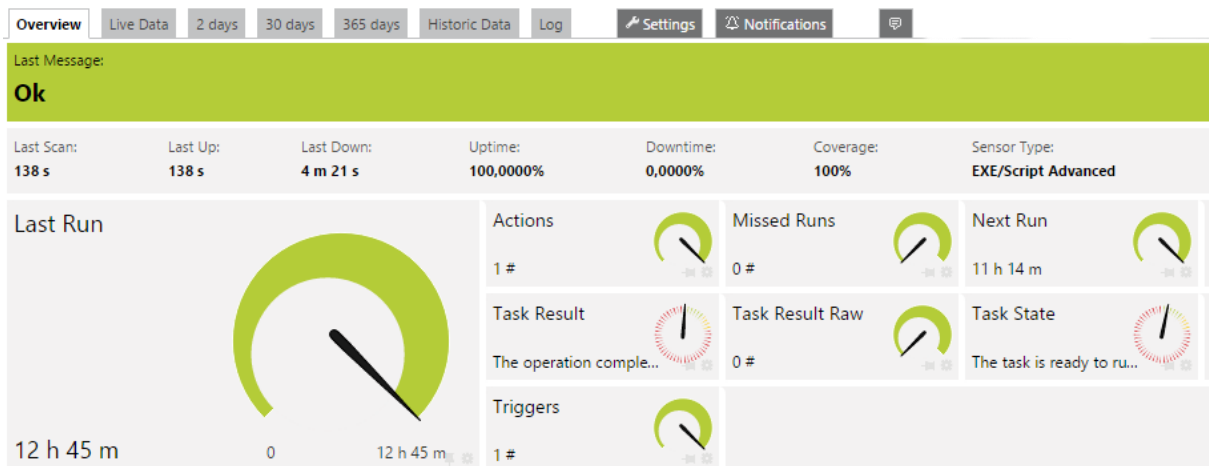 Overview Live Data 2 days 30 days 365 days Historic Data Log Settings Notifications
Last Message:
Ok
Last Scan: Last Up: Last Down: Uptime: Downtime: Coverage: Sensor Type:
138 s 138 s 4 m 21 s 100,0000% 0,0000% 100% EXE/Script Advanced
Last Run
12 h 45 m
0 12 h 45 m
Actions
1 #
Missed Runs
0 #
Next Run
11 h 14 m
Task Result
The operation comple...
Task Result Raw
0 #
Task State
The task is ready to ru...
Triggers
1 #